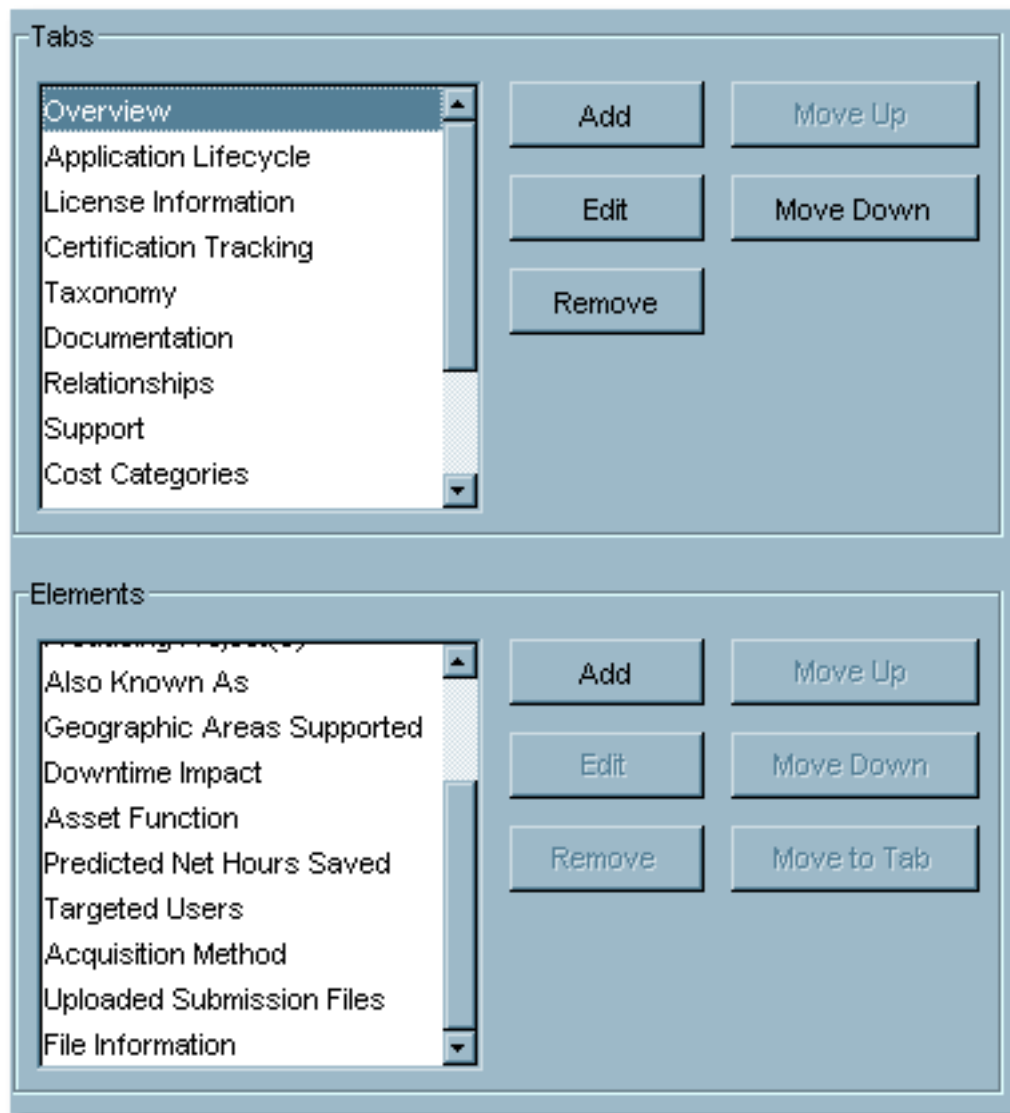 Tabs
Overview
Application Lifecycle
License Information
Certification Tracking
Taxonomy
Documentation
Relationships
Support
Cost Categories
Add
Move Up
Edit
Move Down
Remove
Elements
Also Known As
Geographic Areas Supported
Downtime Impact
Asset Function
Predicted Net Hours Saved
Targeted Users
Acquisition Method
Uploaded Submission Files
File Information
Add
Move Up
Edit
Move Down
Remove
Move to Tab